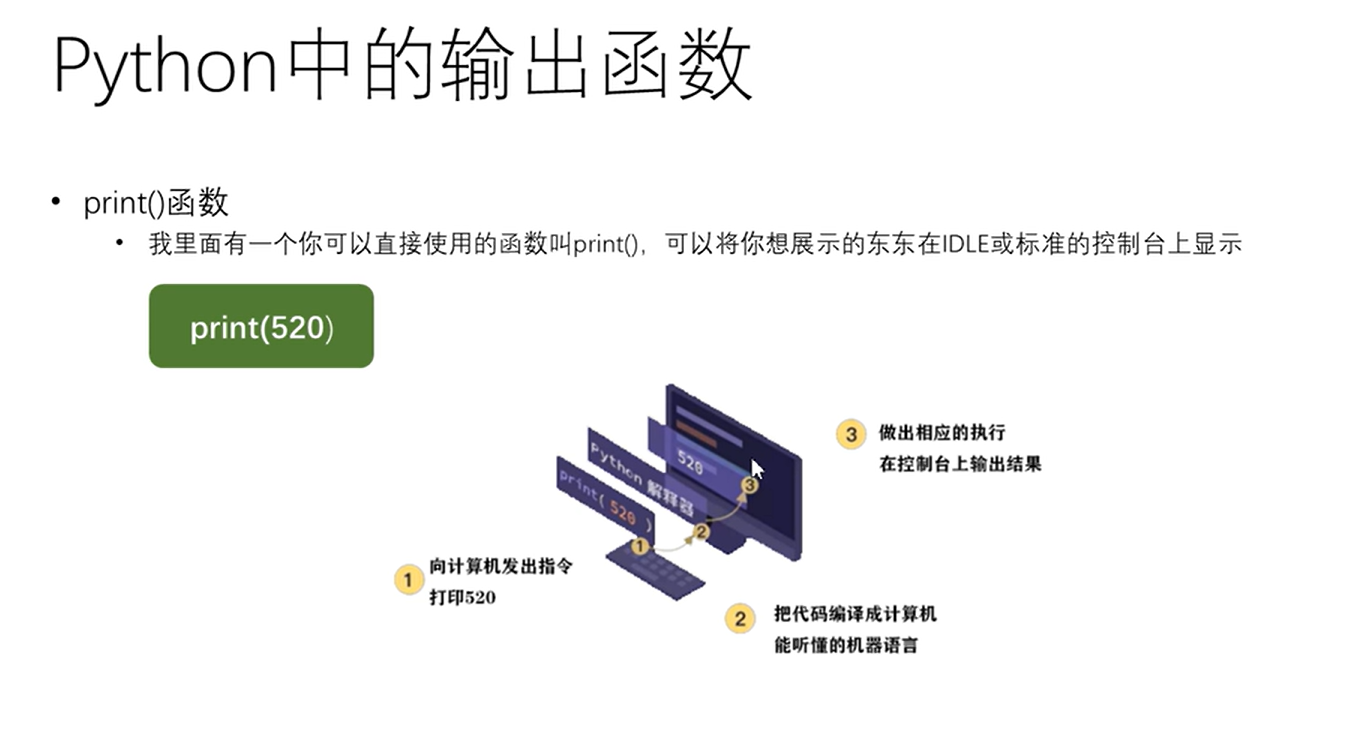 Python中的输出函数
• print()函数
• 我里面有一个你可以直接使用的函数叫print()，可以将你想展示的东东在IDLE或标准的控制台上显示
print(520)
3 做出相应的执行
在控制台上输出结果
520
3
Python 解释器
print( 520 )
2
1
1 向计算机发出指令
打印520
2 把代码编译成计算机
能听懂的机器语言